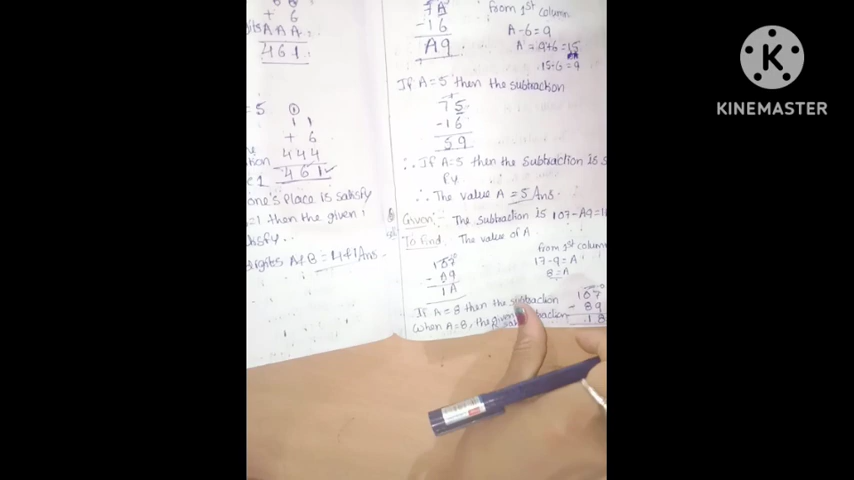 + 6
AAA
461
= 5
1
1 1
+ 6
444
461
one's place is satisfy
=1 then the given
digits A & B = 4 & 1 Ans.
7A
-16
A9
from 1st column
A-6=9
A = 9+6 = 15
15-6=9
If A=5 then the subtraction
75
-16
59
∴ If A=5 then the subtraction is s
fy
∴ The value A = 5 Ans.
Given:- The subtraction is 107-A9=1
To find, The value of A.
107
- 89
1A
from 1st column
17-9=A
8=A
If A=8 then the subtraction
107
- 89
18
When A=8, the given subtraction
K
KINEMASTER